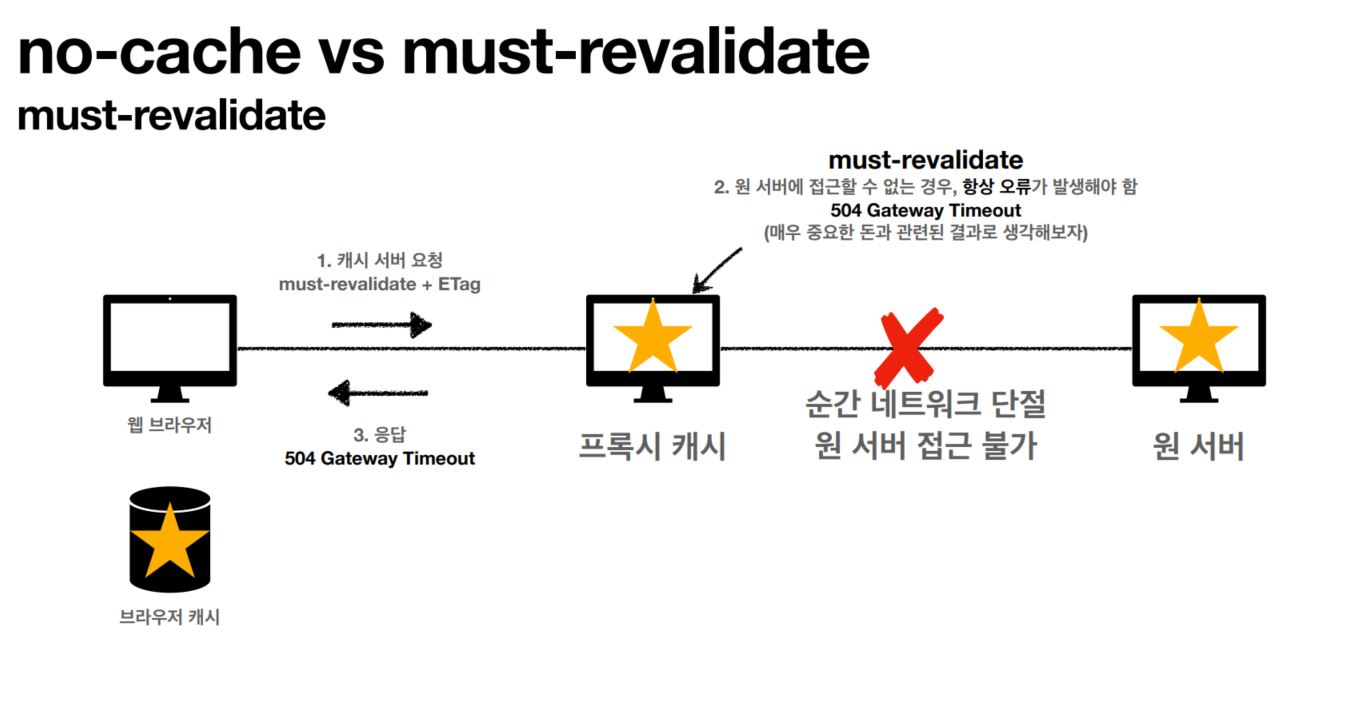 no-cache vs must-revalidate
must-revalidate
must-revalidate
2. 원 서버에 접근할 수 없는 경우, 항상 오류가 발생해야 함
504 Gateway Timeout
(매우 중요한 돈과 관련된 결과로 생각해보자)
1. 캐시 서버 요청
must-revalidate + ETag
웹 브라우저
3. 응답
504 Gateway Timeout
프록시 캐시
순간 네트워크 단절
원 서버 접근 불가
원 서버
브라우저 캐시